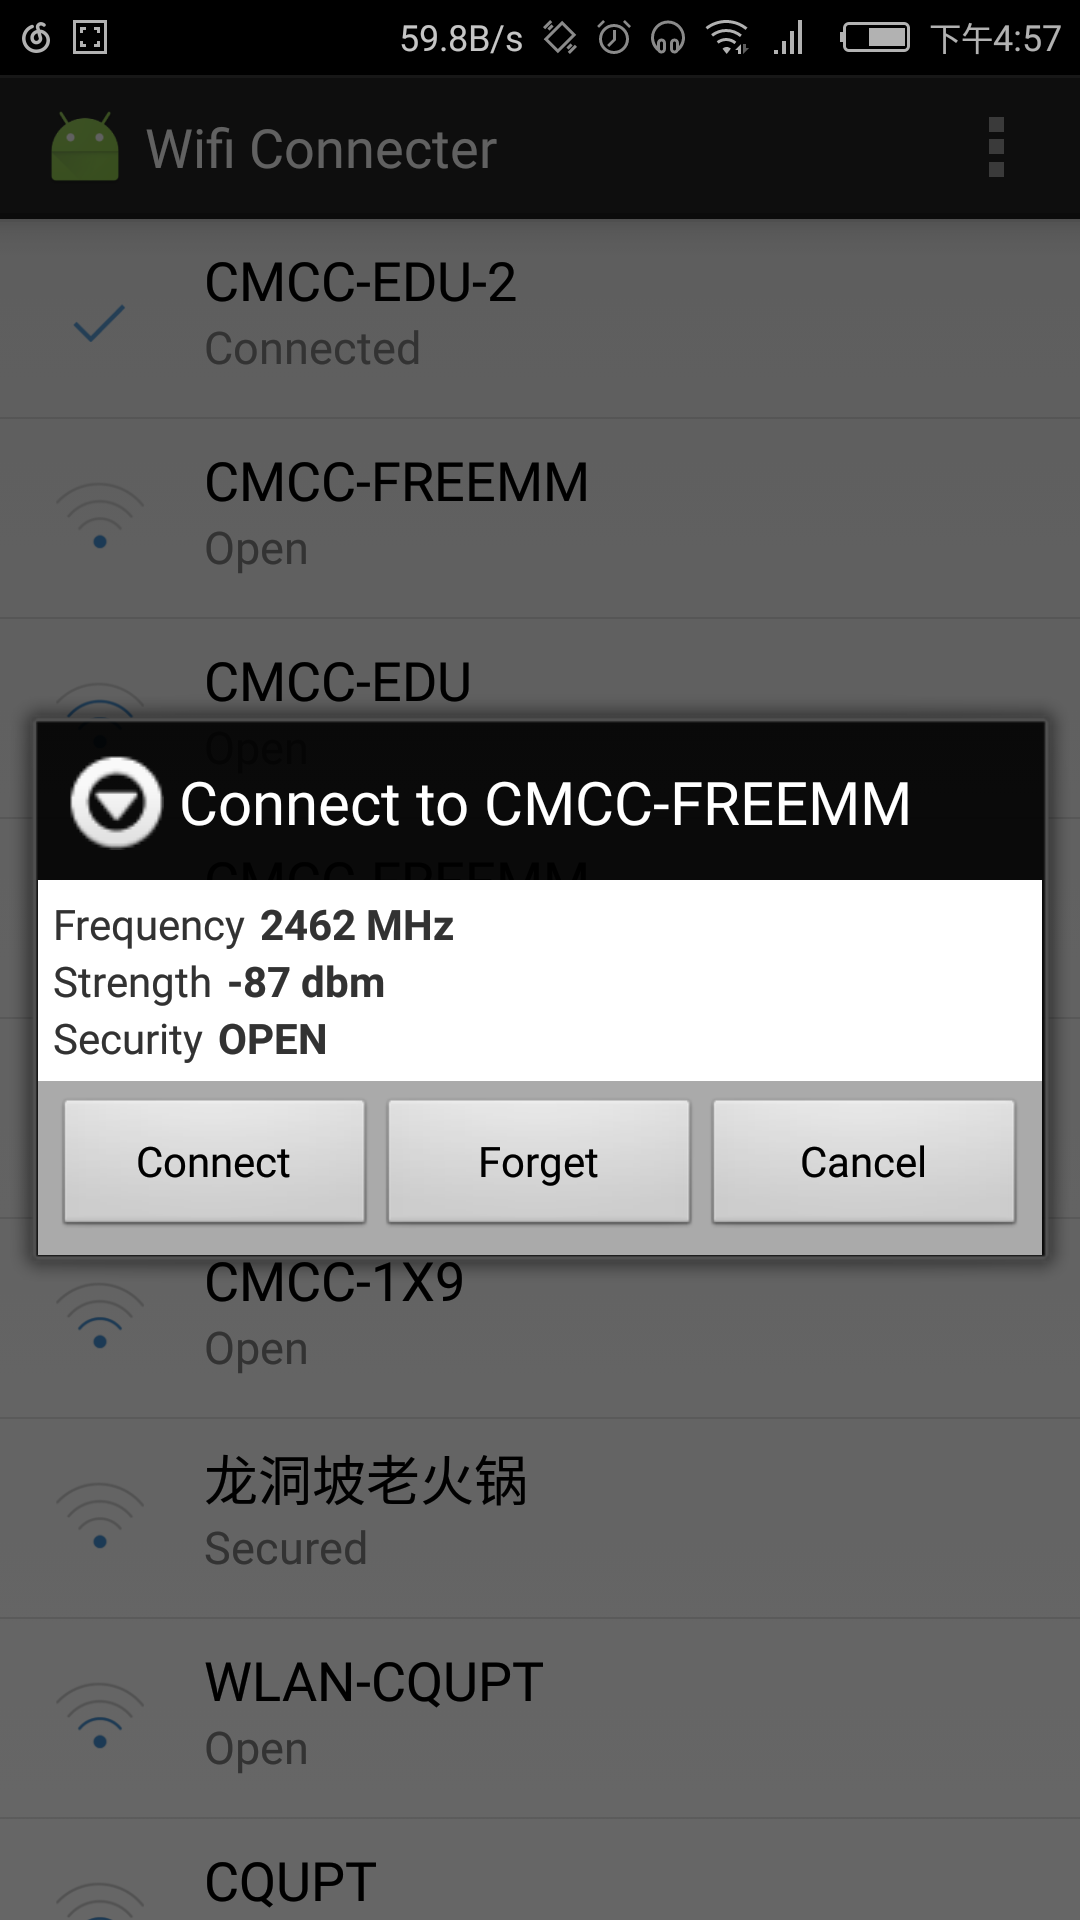 59.8B/s 下午4:57
Wifi Connecter
CMCC-EDU-2
Connected
CMCC-FREEMM
Open
CMCC-EDU
Open
Connect to CMCC-FREEMM
CMCC-FREEMM
Frequency 2462 MHz
Strength -87 dbm
Security OPEN
Connect Forget Cancel
CMCC-1X9
Open
龙洞坡老火锅
Secured
WLAN-CQUPT
Open
CQUPT